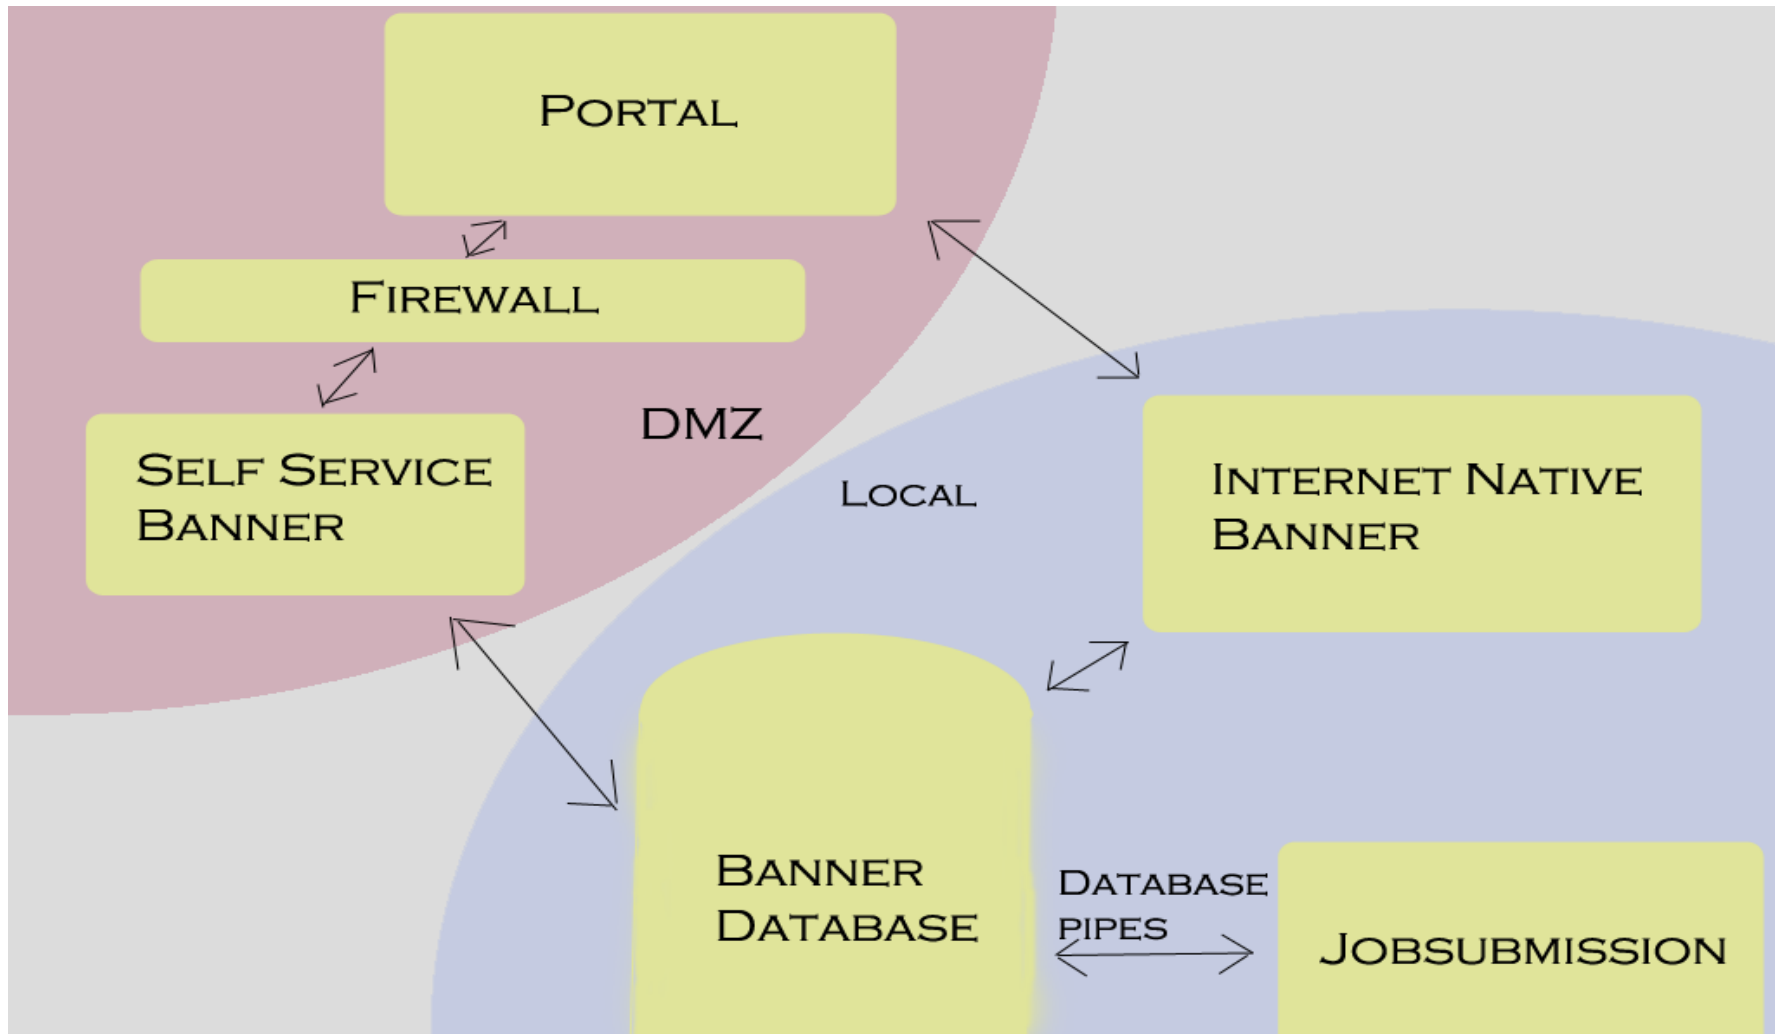 Portal
Firewall
DMZ
Self Service
Banner
Local
Internet Native
Banner
Banner
Database
Database
pipes
Jobsubmission